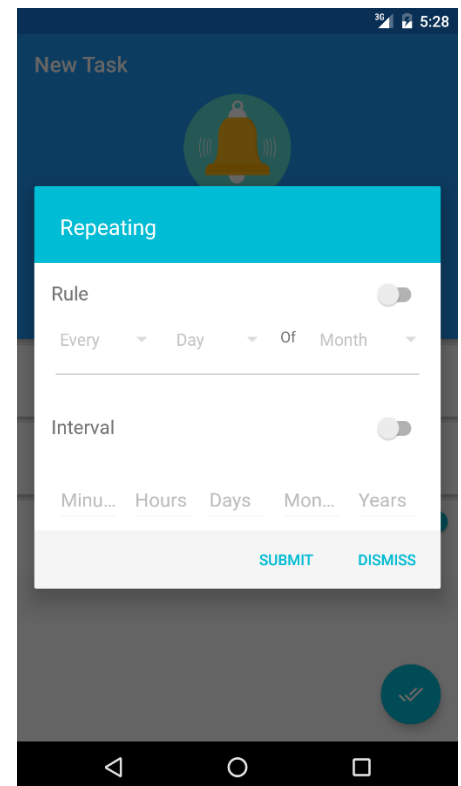 3G 5:28
New Task
Repeating
Rule
Every Day Of Month
Interval
Minu... Hours Days Mon... Years
SUBMIT DISMISS